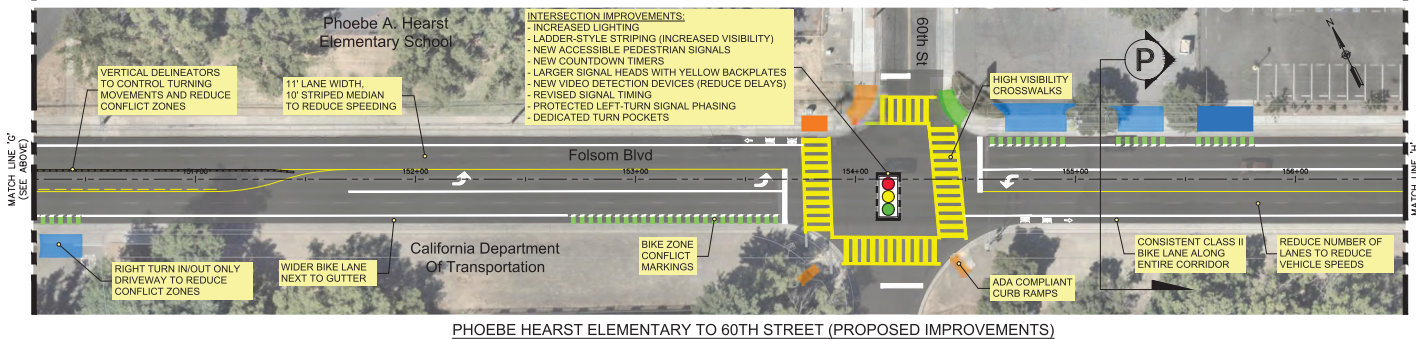 Phoebe A. Hearst
Elementary School
INTERSECTION IMPROVEMENTS:
- INCREASED LIGHTING
- LADDER-STYLE STRIPING (INCREASED VISIBILITY)
- NEW ACCESSIBLE PEDESTRIAN SIGNALS
- NEW COUNTDOWN TIMERS
- LARGER SIGNAL HEADS WITH YELLOW BACKPLATES
- NEW VIDEO DETECTION DEVICES (REDUCE DELAYS)
- REVISED SIGNAL TIMING
- PROTECTED LEFT-TURN SIGNAL PHASING
- DEDICATED TURN POCKETS
60th St
N
P
VERTICAL DELINEATORS
TO CONTROL TURNING
MOVEMENTS AND REDUCE
CONFLICT ZONES
11' LANE WIDTH,
10' STRIPED MEDIAN
TO REDUCE SPEEDING
HIGH VISIBILITY
CROSSWALKS
MATCH LINE "G"
(SEE ABOVE)
Folsom Blvd
151+00
152+00
153+00
154+00
155+00
156+00
MATCH LINE "H"
RIGHT TURN IN/OUT ONLY
DRIVEWAY TO REDUCE
CONFLICT ZONES
WIDER BIKE LANE
NEXT TO GUTTER
California Department
Of Transportation
BIKE ZONE
CONFLICT
MARKINGS
ADA COMPLIANT
CURB RAMPS
CONSISTENT CLASS II
BIKE LANE ALONG
ENTIRE CORRIDOR
REDUCE NUMBER OF
LANES TO REDUCE
VEHICLE SPEEDS
PHOEBE HEARST ELEMENTARY TO 60TH STREET (PROPOSED IMPROVEMENTS)